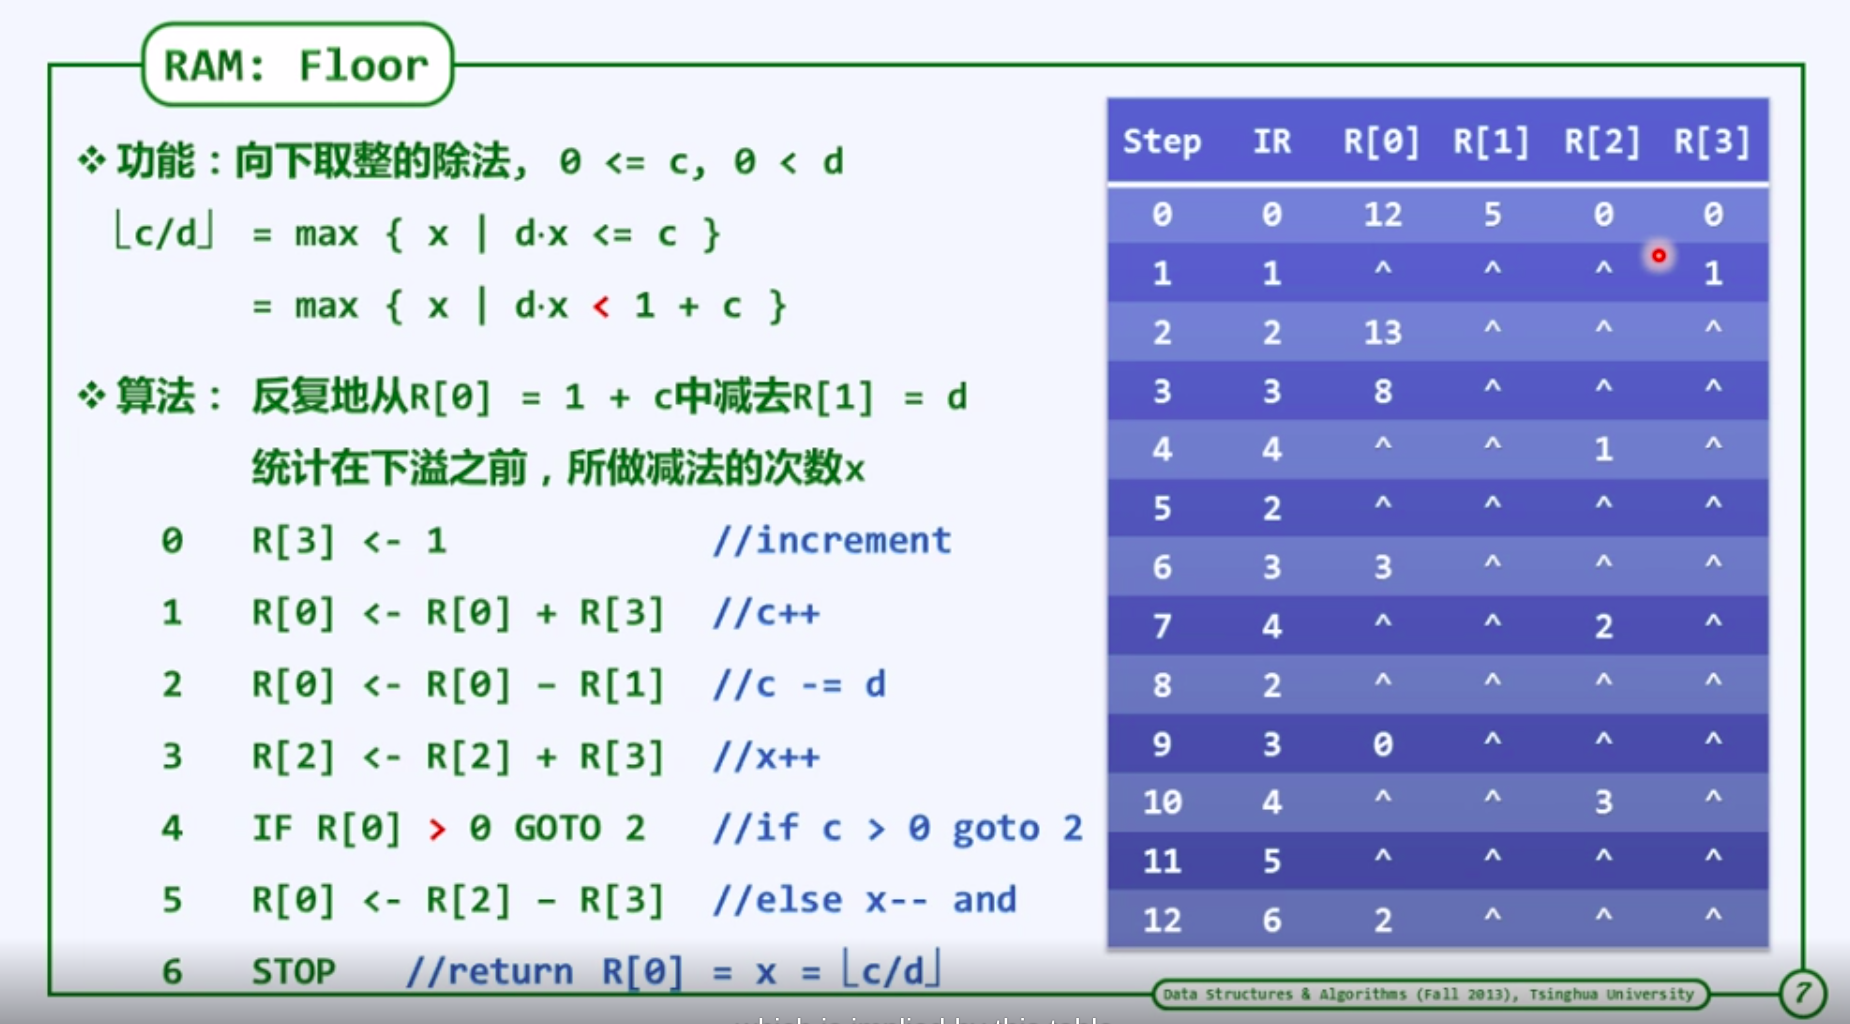 RAM: Floor
❖ 功能：向下取整的除法, 0 <= c, 0 < d
⌊c/d⌋ = max { x | d·x <= c }
= max { x | d·x < 1 + c }
❖ 算法： 反复地从R[0] = 1 + c中减去R[1] = d
统计在下溢之前，所做减法的次数x
0 R[3] <- 1 //increment
1 R[0] <- R[0] + R[3] //c++
2 R[0] <- R[0] – R[1] //c -= d
3 R[2] <- R[2] + R[3] //x++
4 IF R[0] > 0 GOTO 2 //if c > 0 goto 2
5 R[0] <- R[2] – R[3] //else x-- and
6 STOP //return R[0] = x = ⌊c/d⌋
Step IR R[0] R[1] R[2] R[3]
0 0 12 5 0 0
1 1 ^ ^ ^ 1
2 2 13 ^ ^ ^
3 3 8 ^ ^ ^
4 4 ^ ^ 1 ^
5 2 ^ ^ ^ ^
6 3 3 ^ ^ ^
7 4 ^ ^ 2 ^
8 2 ^ ^ ^ ^
9 3 0 ^ ^ ^
10 4 ^ ^ 3 ^
11 5 ^ ^ ^ ^
12 6 2 ^ ^ ^
Data Structures & Algorithms (Fall 2013), Tsinghua University
7
which is implied by this table